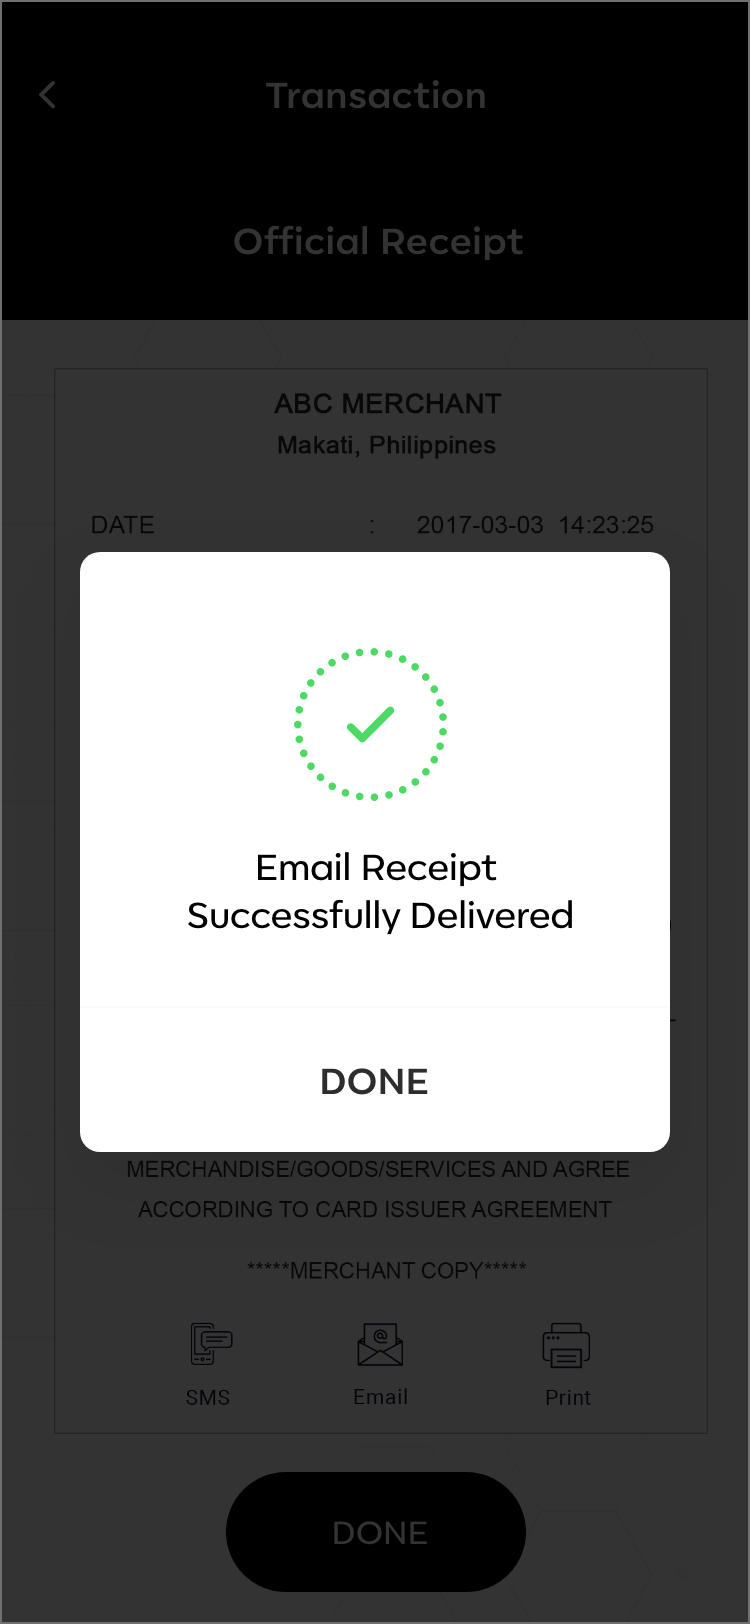 Transaction
Official Receipt
ABC MERCHANT
Makati, Philippines
DATE : 2017-03-03 14:23:25
Email Receipt
Successfully Delivered
DONE
MERCHANDISE/GOODS/SERVICES AND AGREE
ACCORDING TO CARD ISSUER AGREEMENT
*****MERCHANT COPY*****
SMS Email Print
DONE